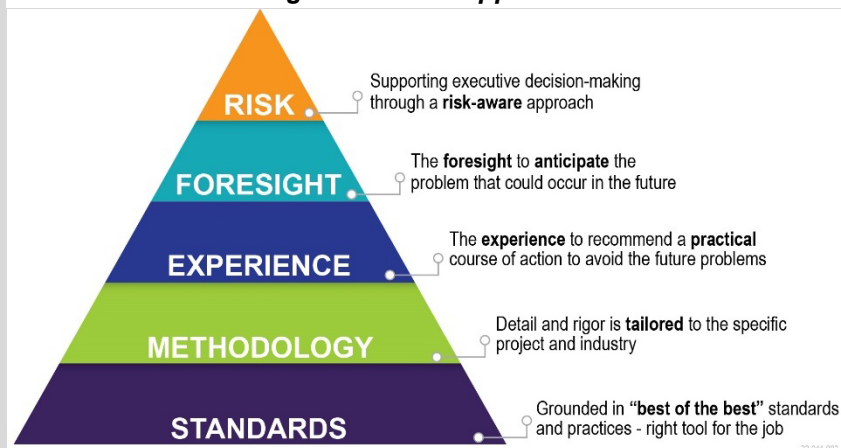 RISK
Supporting executive decision-making
through a risk-aware approach
FORESIGHT
The foresight to anticipate the
problem that could occur in the future
EXPERIENCE
The experience to recommend a practical
course of action to avoid the future problems
METHODOLOGY
Detail and rigor is tailored to the specific
project and industry
STANDARDS
Grounded in “best of the best” standards
and practices - right tool for the job